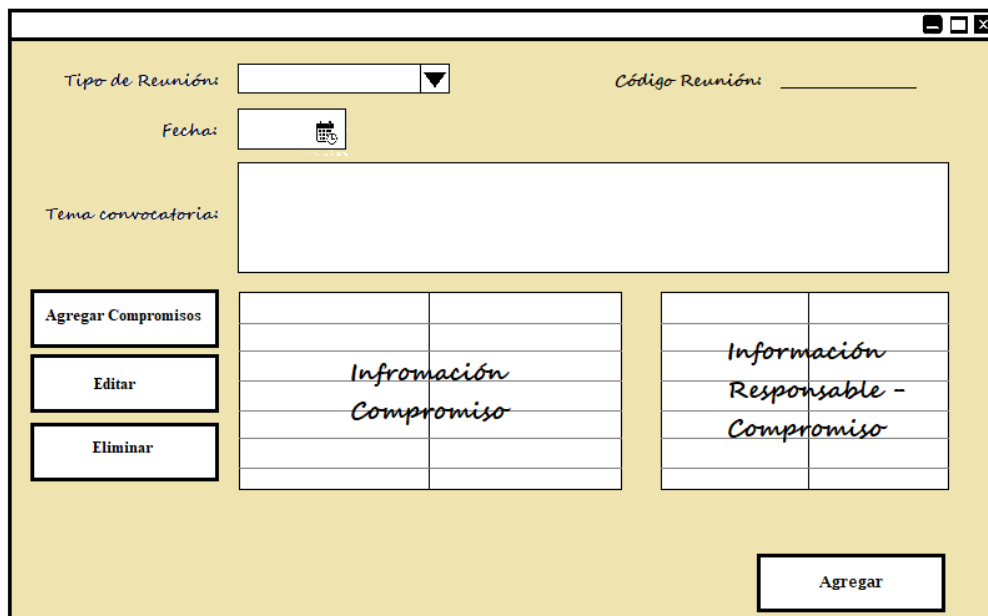 Tipo de Reunión:
Código Reunión:
Fecha:
Tema convocatoria:
Agregar Compromisos
Editar
Eliminar
Infromación
Compromiso
Información
Responsable -
Compromiso
Agregar